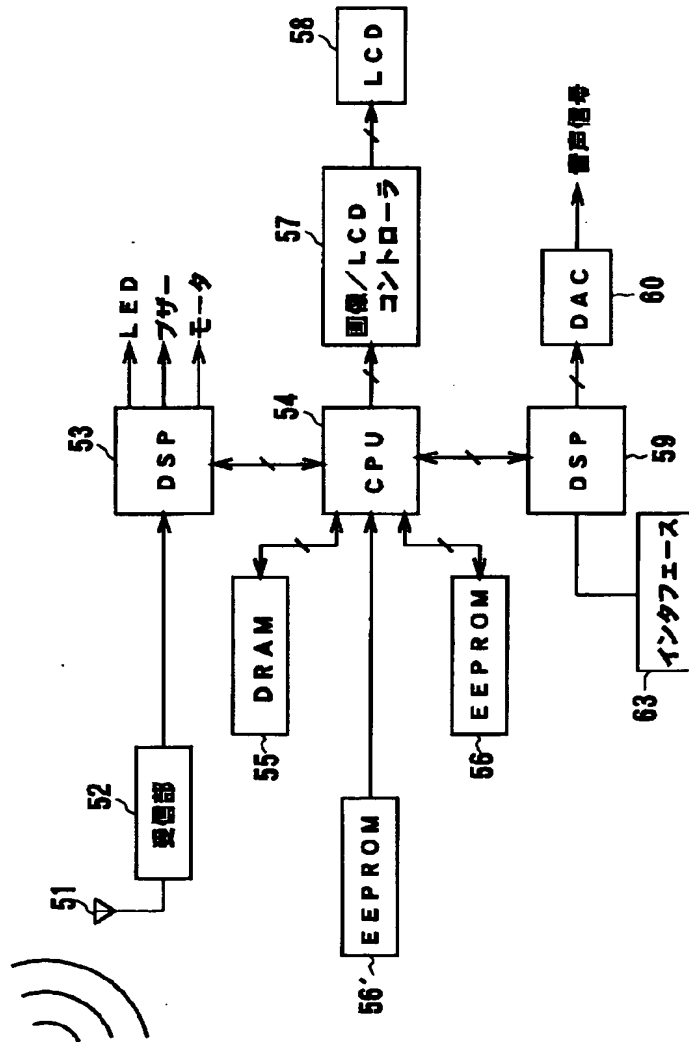 51
52
受信部
53
DSP
LED
ブザー
モータ
DRAM
55
54
CPU
57
画像/LCD
コントローラ
58
LCD
EEPROM
56'
EEPROM
56
DSP
59
DAC
60
音声信号
インタフェース
63